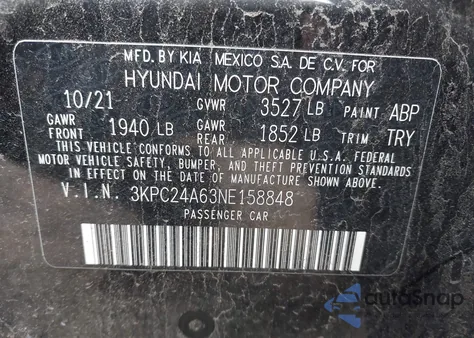 MFD. BY KIA MEXICO S.A. DE C.V. FOR
HYUNDAI MOTOR COMPANY
10/21 GVWR 3527 LB PAINT ABP
GAWR FRONT 1940 LB GAWR REAR 1852 LB TRIM TRY
THIS VEHICLE CONFORMS TO ALL APPLICABLE U.S.A. FEDERAL
MOTOR VEHICLE SAFETY, BUMPER, AND THEFT PREVENTION
STANDARDS IN EFFECT ON THE DATE OF MANUFACTURE SHOWN ABOVE.
V.I.N. 3KPC24A63NE158848
PASSENGER CAR
autoSnap